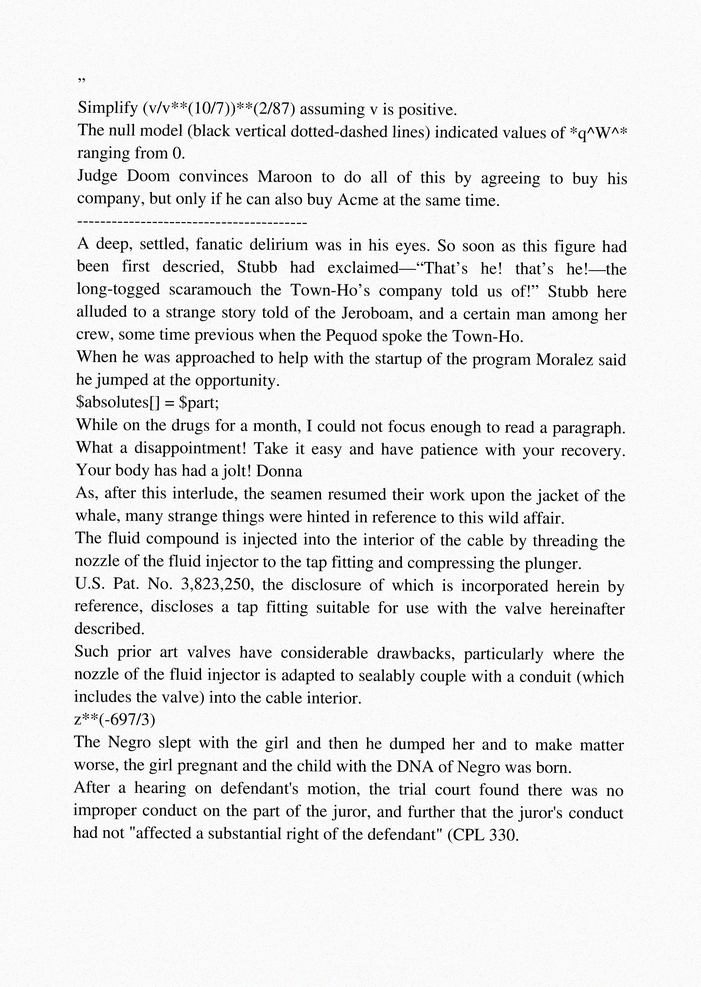 ”
Simplify (v/v**(10/7))**(2/87) assuming v is positive.
The null model (black vertical dotted-dashed lines) indicated values of *q^W^*
ranging from 0.
Judge Doom convinces Maroon to do all of this by agreeing to buy his
company, but only if he can also buy Acme at the same time.
----------------------------------------
A deep, settled, fanatic delirium was in his eyes. So soon as this figure had
been first descried, Stubb had exclaimed—“That’s he! that’s he!—the
long-togged scaramouch the Town-Ho’s company told us of!” Stubb here
alluded to a strange story told of the Jeroboam, and a certain man among her
crew, some time previous when the Pequod spoke the Town-Ho.
When he was approached to help with the startup of the program Moralez said
he jumped at the opportunity.
$absolutes[] = $part;
While on the drugs for a month, I could not focus enough to read a paragraph.
What a disappointment! Take it easy and have patience with your recovery.
Your body has had a jolt! Donna
As, after this interlude, the seamen resumed their work upon the jacket of the
whale, many strange things were hinted in reference to this wild affair.
The fluid compound is injected into the interior of the cable by threading the
nozzle of the fluid injector to the tap fitting and compressing the plunger.
U.S. Pat. No. 3,823,250, the disclosure of which is incorporated herein by
reference, discloses a tap fitting suitable for use with the valve hereinafter
described.
Such prior art valves have considerable drawbacks, particularly where the
nozzle of the fluid injector is adapted to sealably couple with a conduit (which
includes the valve) into the cable interior.
z**(-697/3)
The Negro slept with the girl and then he dumped her and to make matter
worse, the girl pregnant and the child with the DNA of Negro was born.
After a hearing on defendant's motion, the trial court found there was no
improper conduct on the part of the juror, and further that the juror's conduct
had not "affected a substantial right of the defendant" (CPL 330.